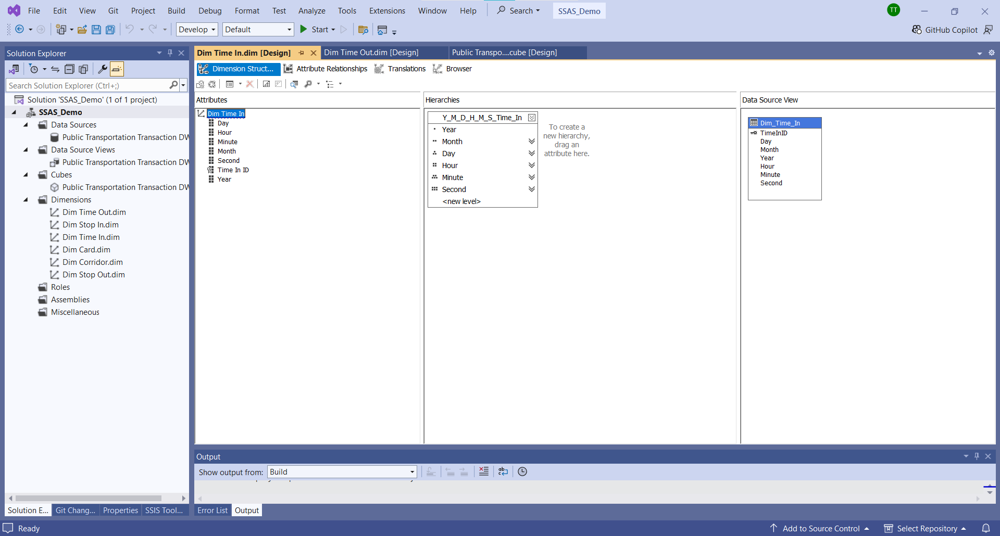 File Edit View Git Project Build Debug Format Test Analyze Tools Extensions Window Help Search SSAS_Demo TT
Develop Default Start GitHub Copilot
Solution Explorer
Search Solution Explorer (Ctrl+;)
Solution 'SSAS_Demo' (1 of 1 project)
SSAS_Demo
Data Sources
Public Transportation Transaction DW
Data Source Views
Public Transportation Transaction DW
Cubes
Public Transportation Transaction DW
Dimensions
Dim Time Out.dim
Dim Stop In.dim
Dim Time In.dim
Dim Card.dim
Dim Corridor.dim
Dim Stop Out.dim
Roles
Assemblies
Miscellaneous
Solution E... Git Chang... Properties SSIS Tool...
Dim Time In.dim [Design] Dim Time Out.dim [Design] Public Transpo....cube [Design]
Dimension Struct... Attribute Relationships Translations Browser
Attributes
Dim Time In
Day
Hour
Minute
Month
Second
Time In ID
Year
Hierarchies
Y_M_D_H_M_S_Time_In
Year
Month
Day
Hour
Minute
Second
<new level>
To create a
new hierarchy,
drag an
attribute here.
Data Source View
Dim_Time_In
TimeInID
Day
Month
Year
Hour
Minute
Second
Output
Show output from: Build
Error List Output
Ready Add to Source Control Select Repository